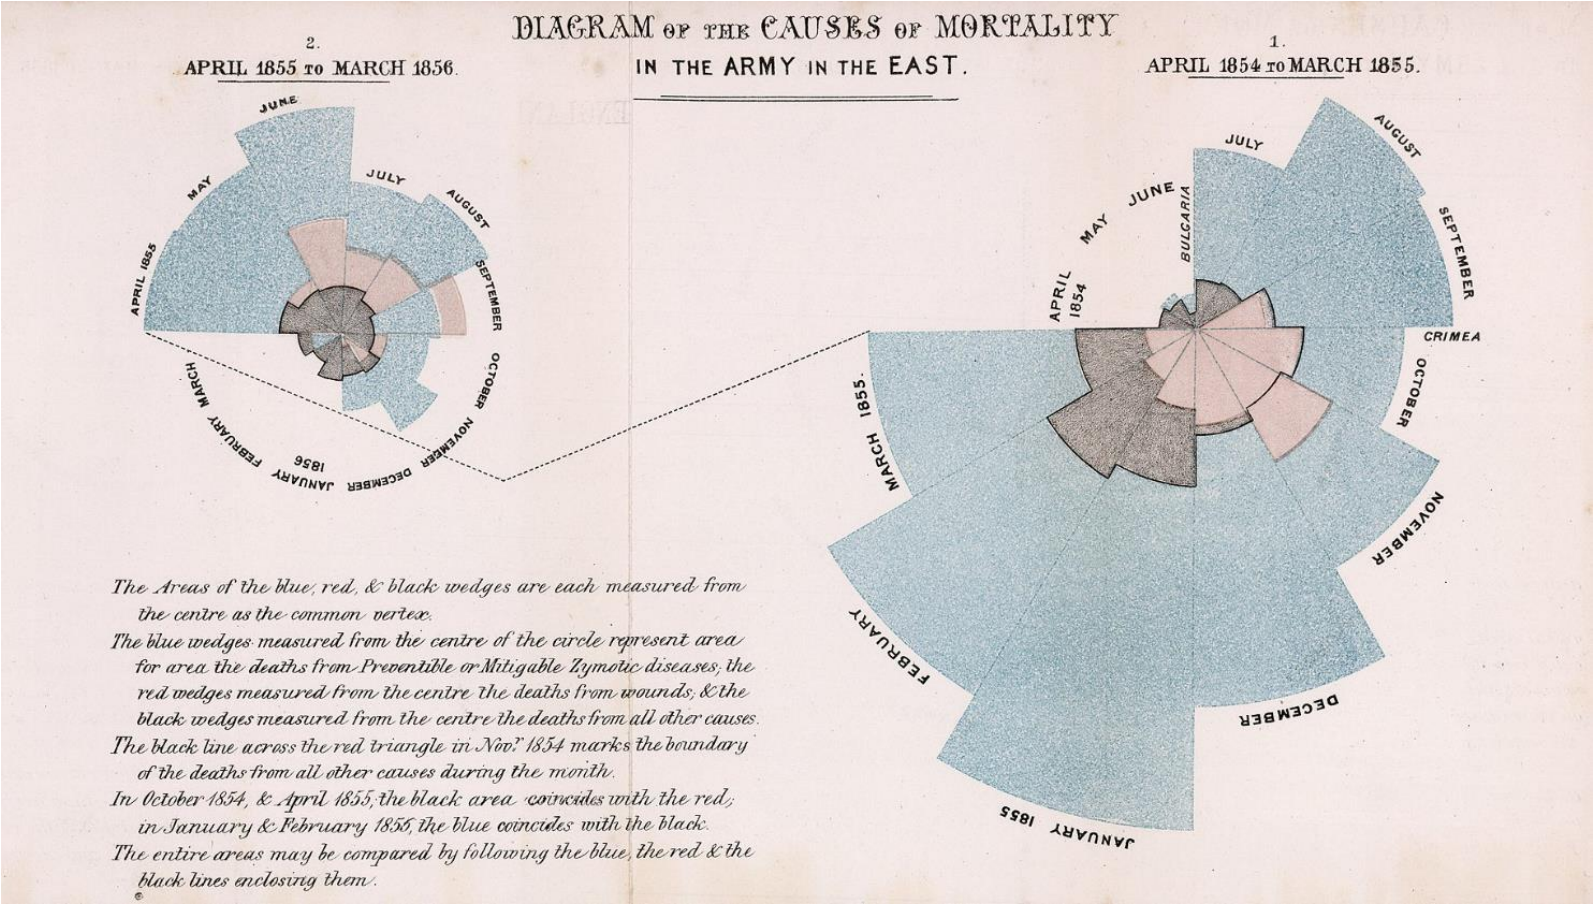 DIAGRAM OF THE CAUSES OF MORTALITY
IN THE ARMY IN THE EAST.
2.
APRIL 1855 TO MARCH 1856.
1.
APRIL 1854 TO MARCH 1855.
APRIL 1855
MAY
JUNE
JULY
AUGUST
SEPTEMBER
OCTOBER
NOVEMBER
DECEMBER
JANUARY
1856
FEBRUARY
MARCH
APRIL
1854
MAY
JUNE
BULGARIA
JULY
AUGUST
SEPTEMBER
CRIMEA
OCTOBER
NOVEMBER
DECEMBER
JANUARY 1855
FEBRUARY
MARCH 1855.
The Areas of the blue, red, & black wedges are each measured from
the centre as the common vertex.
The blue wedges measured from the centre of the circle represent area
for area the deaths from Preventible or Mitigable Zymotic diseases; the
red wedges measured from the centre the deaths from wounds; & the
black wedges measured from the centre the deaths from all other causes.
The black line across the red triangle in Nov.r 1854 marks the boundary
of the deaths from all other causes during the month.
In October 1854, & April 1855, the black area coincides with the red;
in January & February 1856, the blue coincides with the black.
The entire areas may be compared by following the blue, the red & the
black lines enclosing them.